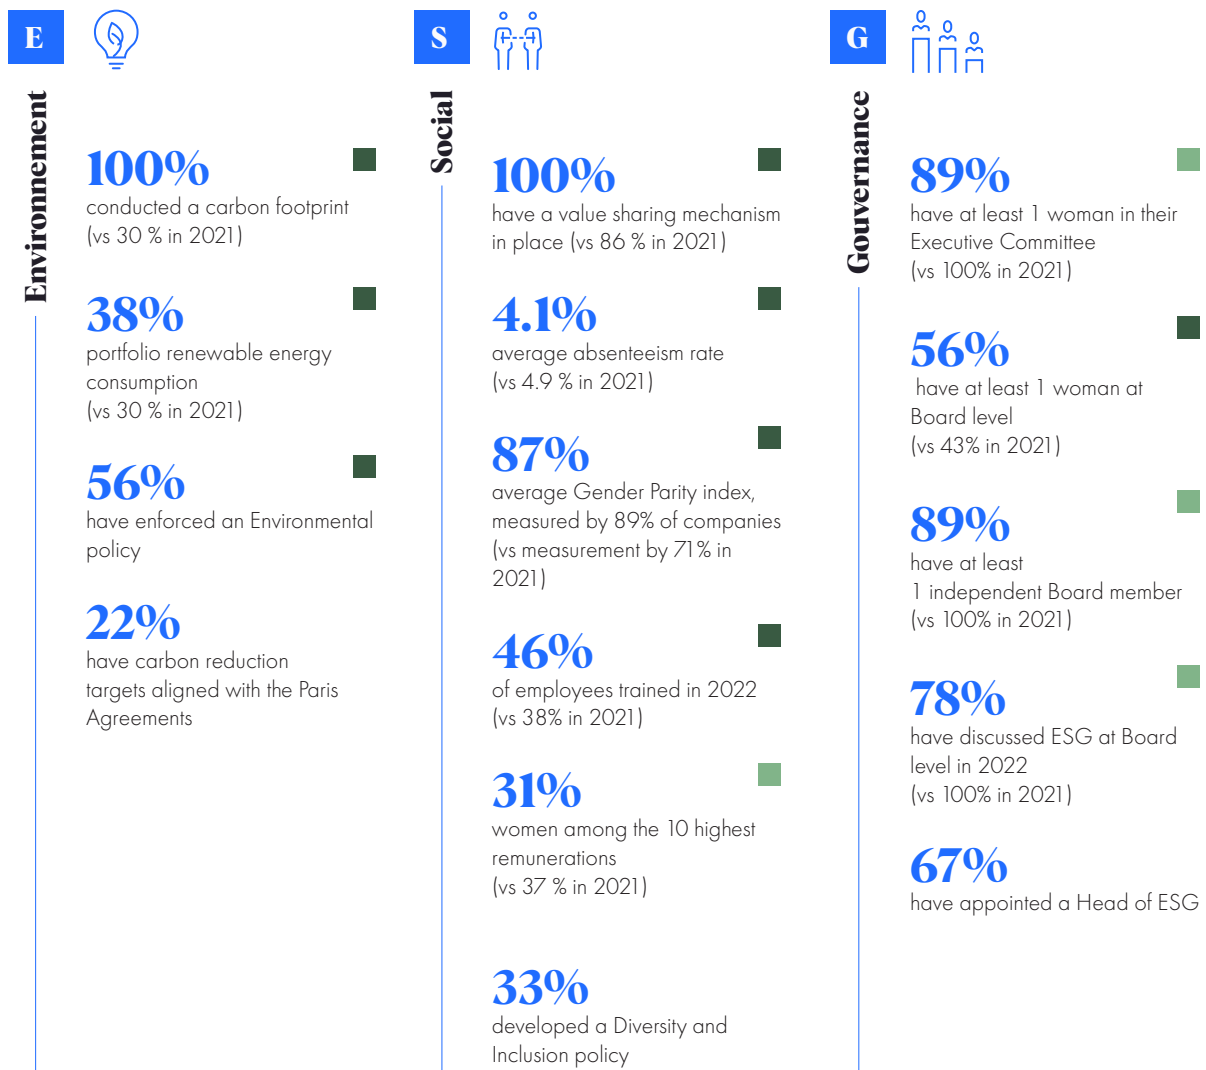 E
Environnement
100%
conducted a carbon footprint
(vs 30 % in 2021)
38%
portfolio renewable energy
consumption
(vs 30 % in 2021)
56%
have enforced an Environmental
policy
22%
have carbon reduction
targets aligned with the Paris
Agreements
S
Social
100%
have a value sharing mechanism
in place (vs 86 % in 2021)
4.1%
average absenteeism rate
(vs 4.9 % in 2021)
87%
average Gender Parity index,
measured by 89% of companies
(vs measurement by 71% in
2021)
46%
of employees trained in 2022
(vs 38% in 2021)
31%
women among the 10 highest
remunerations
(vs 37 % in 2021)
33%
developed a Diversity and
Inclusion policy
G
Gouvernance
89%
have at least 1 woman in their
Executive Committee
(vs 100% in 2021)
56%
have at least 1 woman at
Board level
(vs 43% in 2021)
89%
have at least
1 independent Board member
(vs 100% in 2021)
78%
have discussed ESG at Board
level in 2022
(vs 100% in 2021)
67%
have appointed a Head of ESG